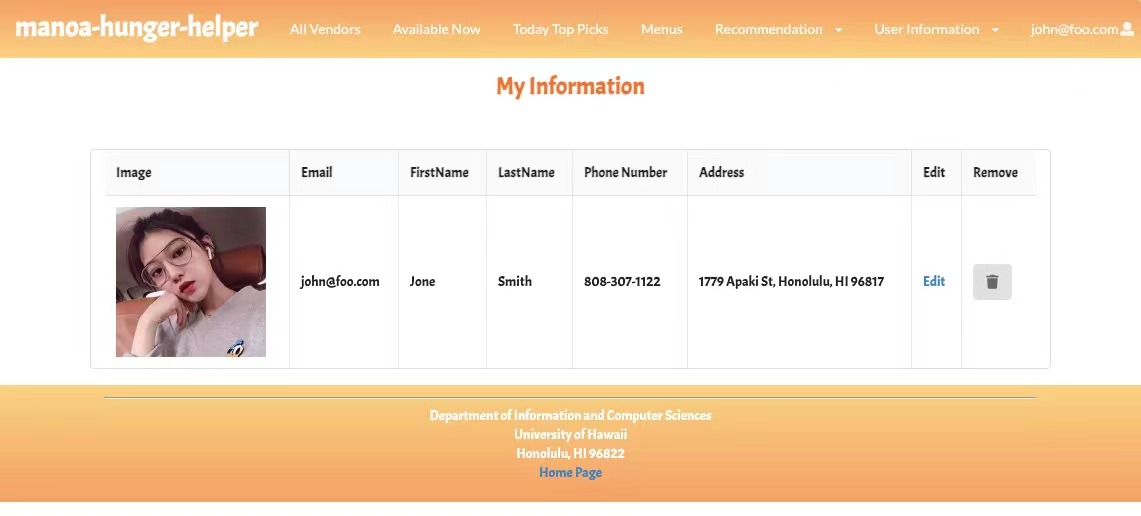 manoa-hunger-helper All Vendors Available Now Today Top Picks Menus Recommendation User Information john@foo.com
My Information
Image Email FirstName LastName Phone Number Address Edit Remove
john@foo.com Jone Smith 808-307-1122 1779 Apaki St, Honolulu, HI 96817 Edit
Department of Information and Computer Sciences
University of Hawaii
Honolulu, HI 96822
Home Page